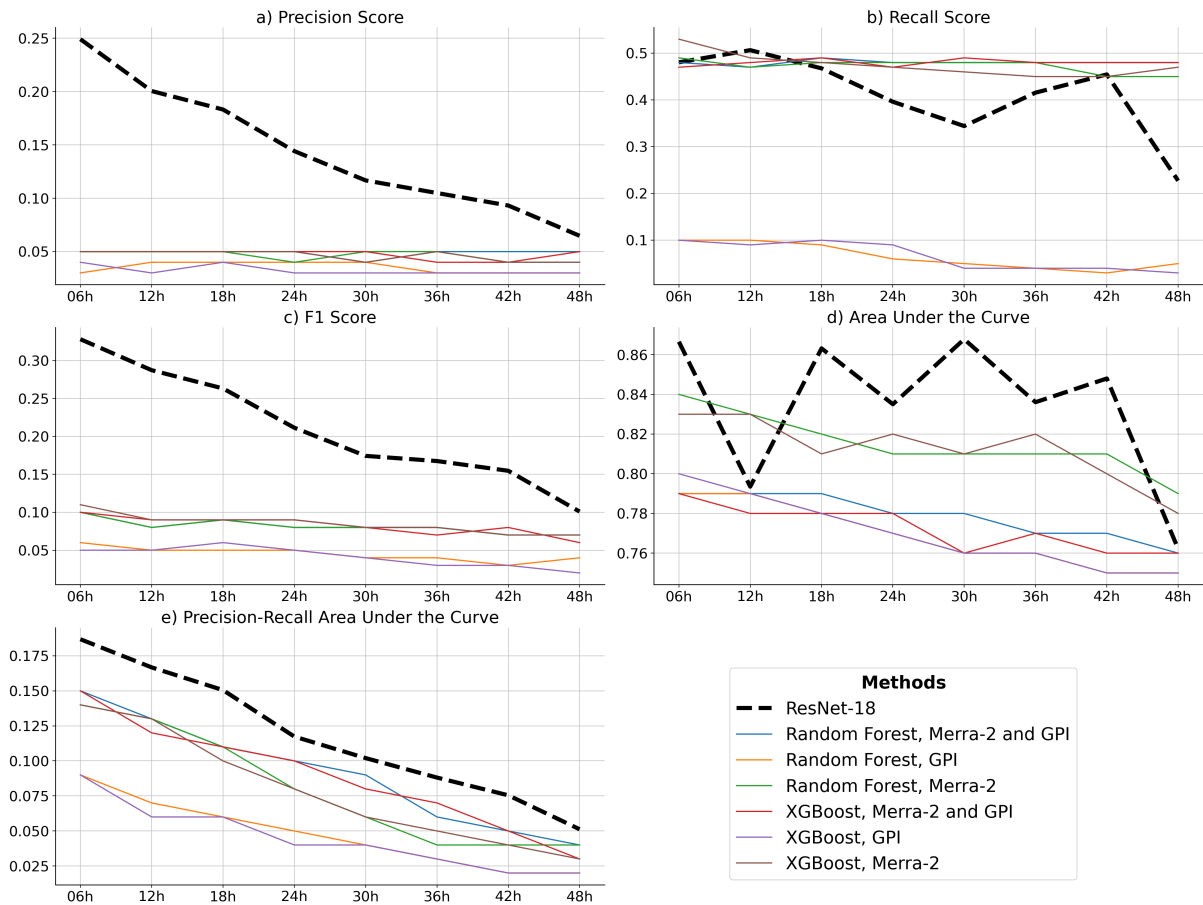 a) Precision Score
0.25
0.20
0.15
0.10
0.05
06h 12h 18h 24h 30h 36h 42h 48h
b) Recall Score
0.5
0.4
0.3
0.2
0.1
06h 12h 18h 24h 30h 36h 42h 48h
c) F1 Score
0.30
0.25
0.20
0.15
0.10
0.05
06h 12h 18h 24h 30h 36h 42h 48h
d) Area Under the Curve
0.86
0.84
0.82
0.80
0.78
0.76
06h 12h 18h 24h 30h 36h 42h 48h
e) Precision-Recall Area Under the Curve
0.175
0.150
0.125
0.100
0.075
0.050
0.025
06h 12h 18h 24h 30h 36h 42h 48h
Methods
ResNet-18
Random Forest, Merra-2 and GPI
Random Forest, GPI
Random Forest, Merra-2
XGBoost, Merra-2 and GPI
XGBoost, GPI
XGBoost, Merra-2